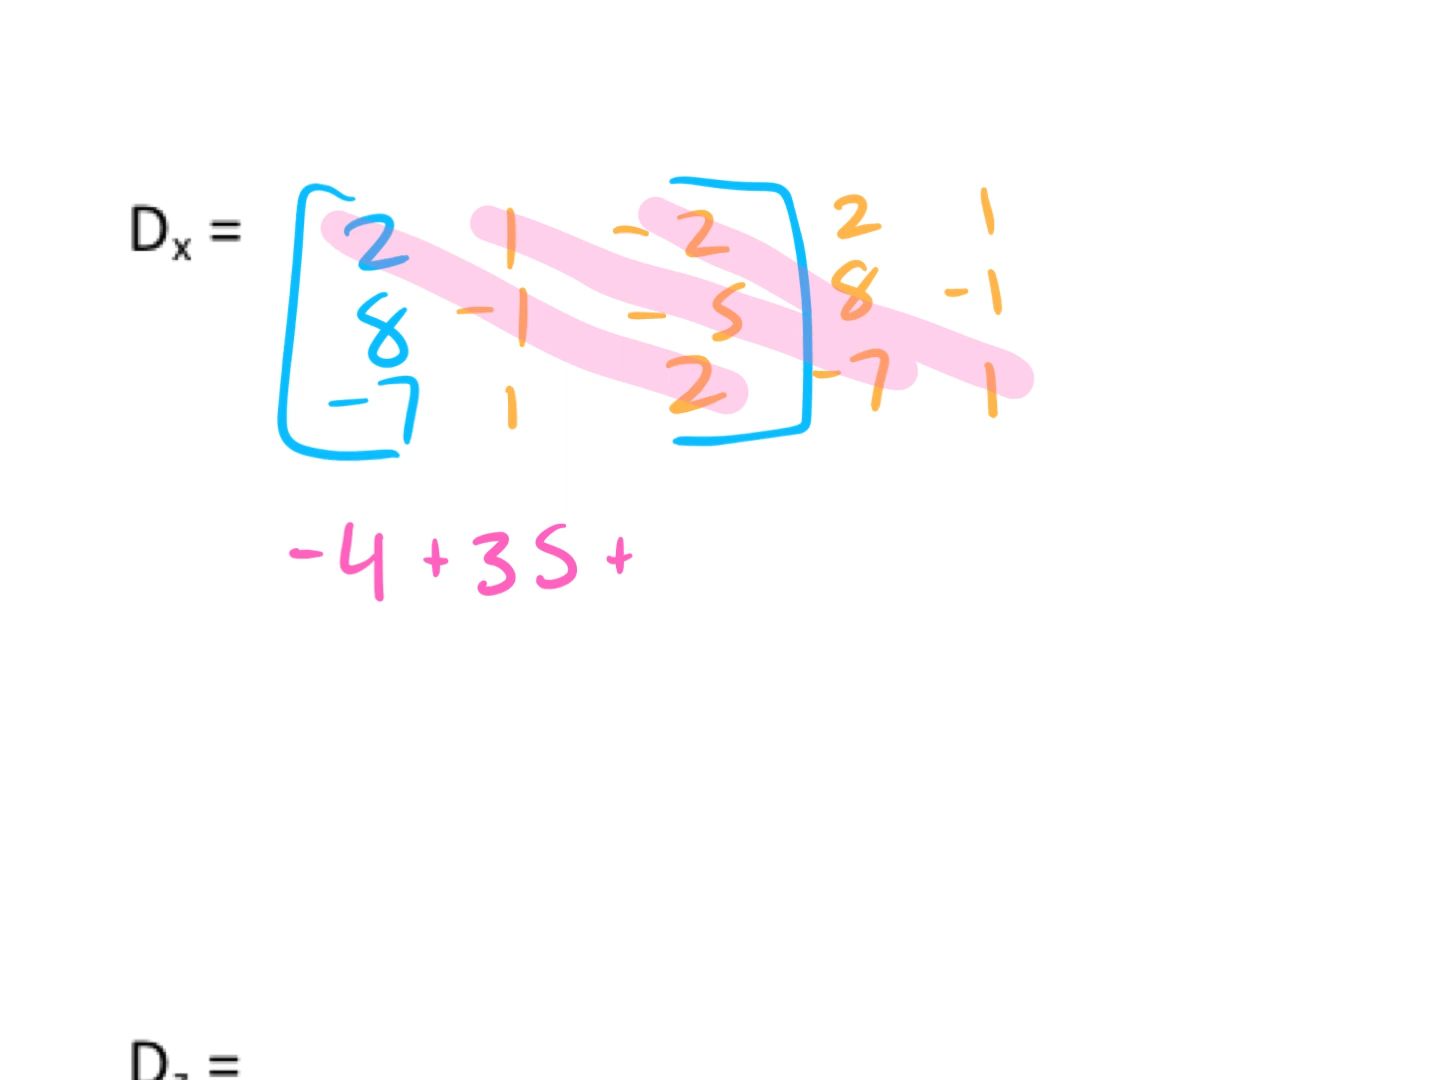 Dx = [ 2 1 -2 ] 2 1
8 -1 -5 8 -1
-7 1 2 -7 1
-4 + 35 +
Dz =